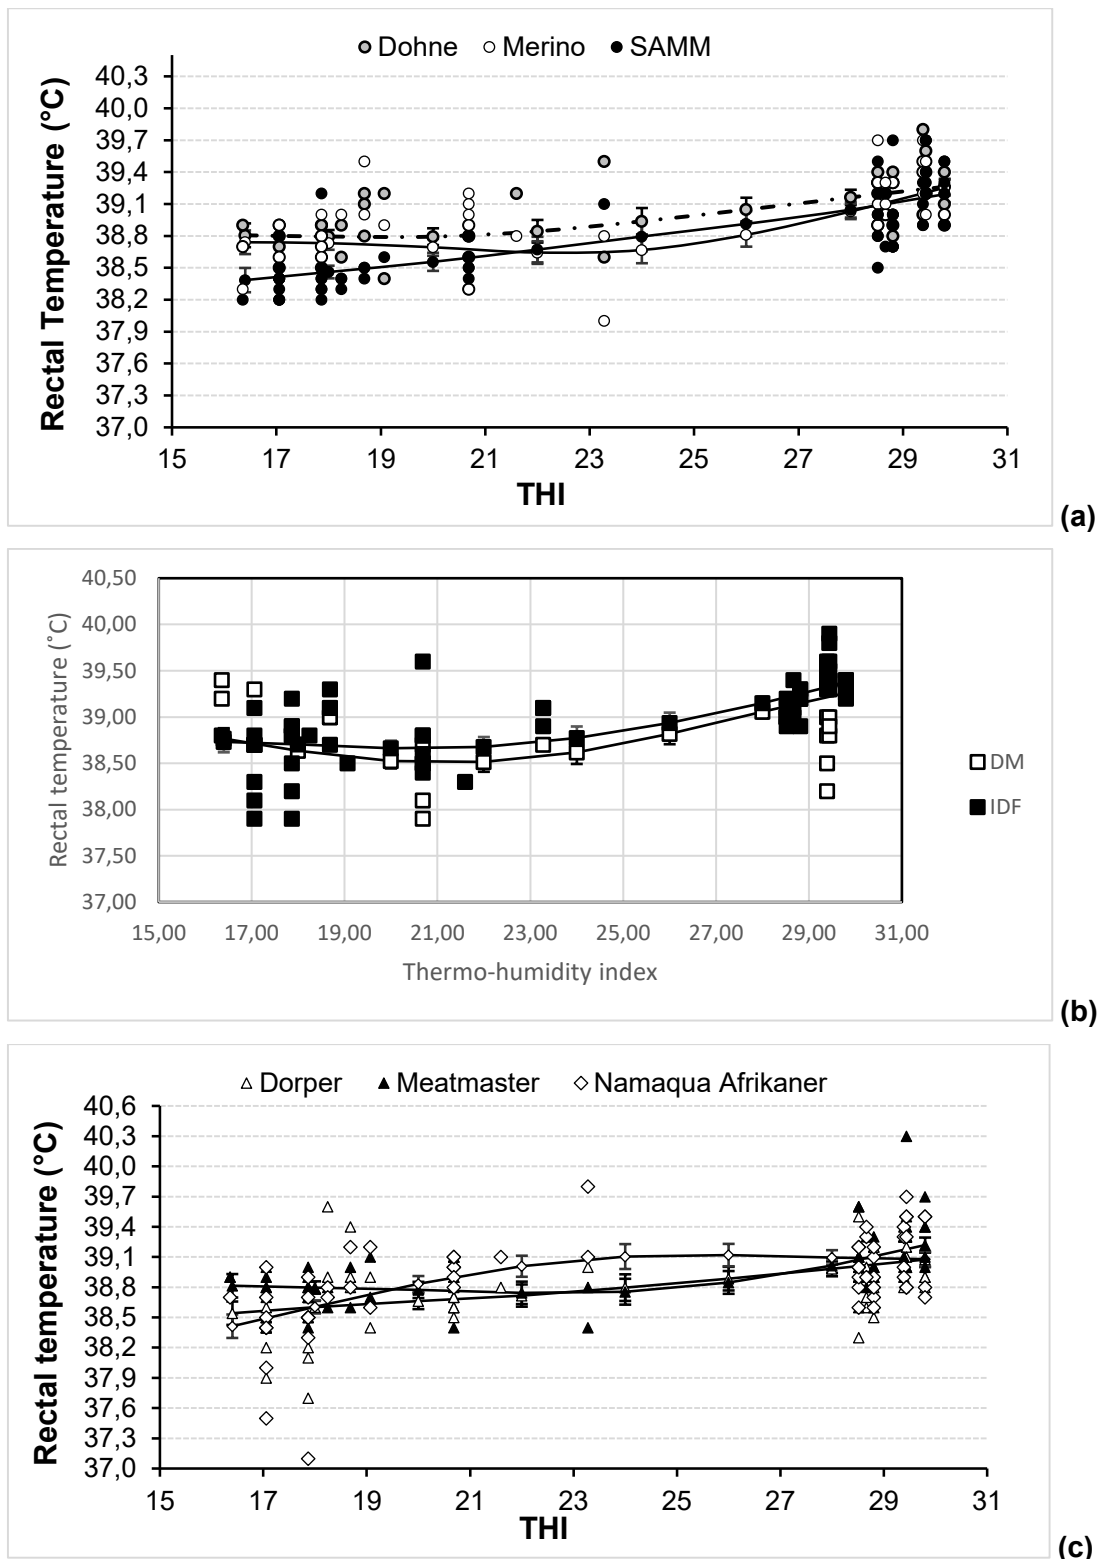 Dohne Merino SAMM
Rectal Temperature (°C)
40,3
40,0
39,7
39,4
39,1
38,8
38,5
38,2
37,9
37,6
37,3
37,0
15 17 19 21 23 25 27 29 31
THI
(a)
Rectal temperature (˚C)
40,50
40,00
39,50
39,00
38,50
38,00
37,50
37,00
15,00 17,00 19,00 21,00 23,00 25,00 27,00 29,00 31,00
Thermo-humidity index
DM
IDF
(b)
Dorper Meatmaster Namaqua Afrikaner
Rectal temperature (°C)
40,6
40,3
40,0
39,7
39,4
39,1
38,8
38,5
38,2
37,9
37,6
37,3
37,0
15 17 19 21 23 25 27 29 31
THI
(c)